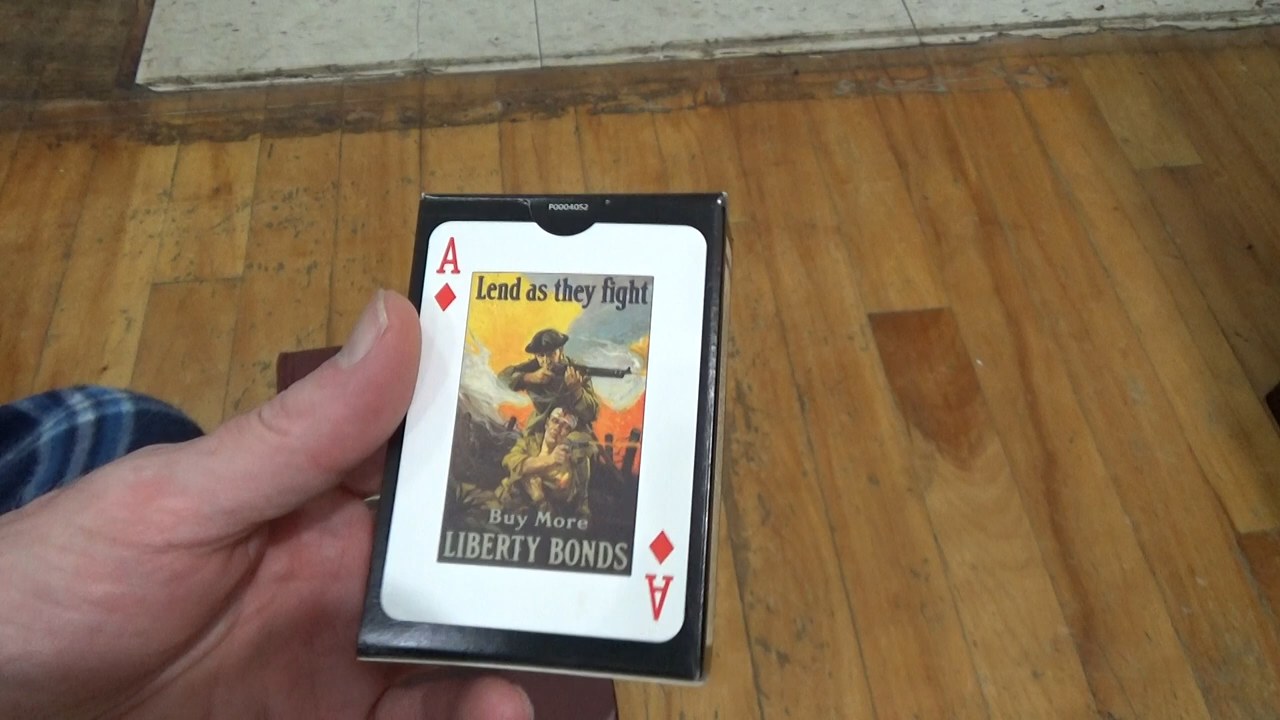 P0004052
A
Lend as they fight
Buy More
LIBERTY BONDS
A